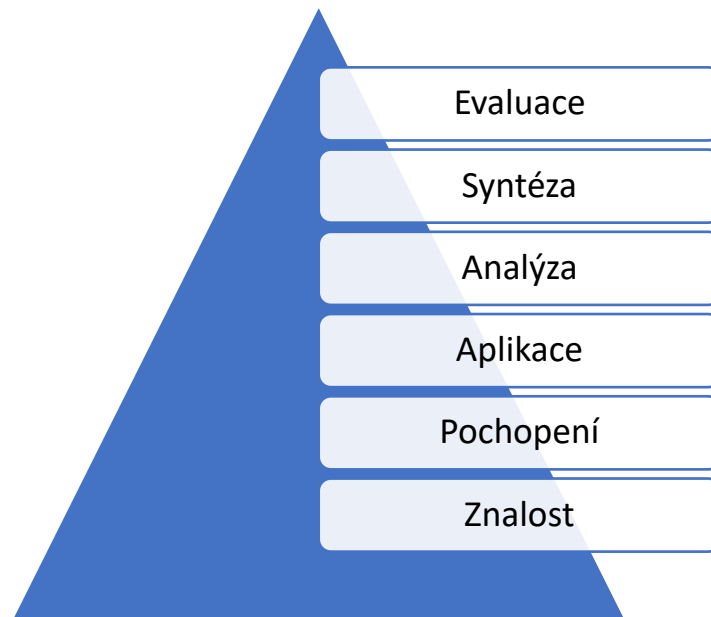 Evaluace
Syntéza
Analýza
Aplikace
Pochopení
Znalost